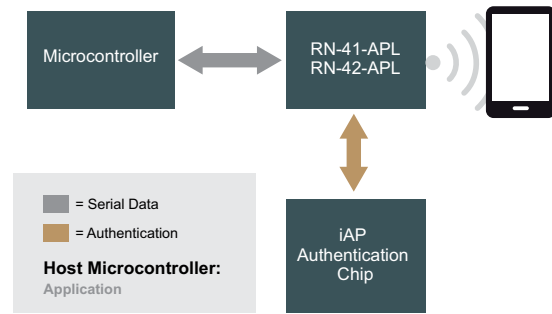 Microcontroller
RN-41-APL
RN-42-APL
= Serial Data
= Authentication
Host Microcontroller:
Application
iAP
Authentication
Chip